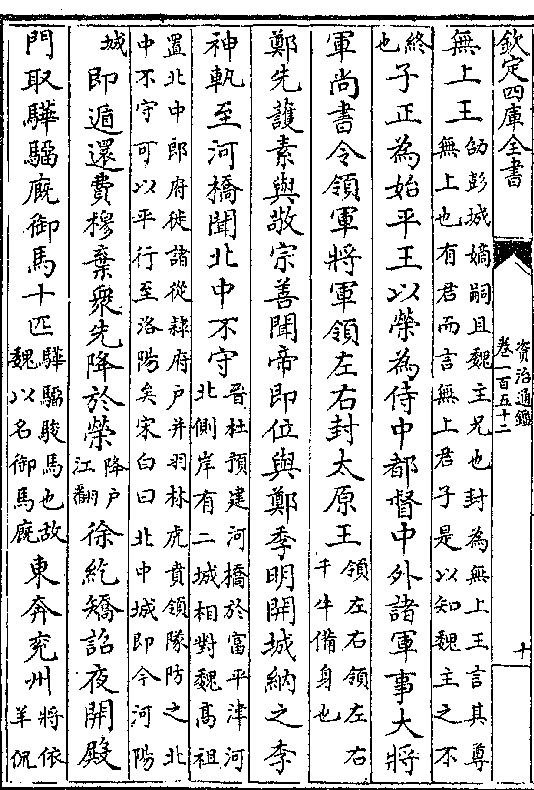 欽定四庫全書
資治通鑑
卷一百五十二
十
無上王劭彭城嫡嗣且魏主兄也封為無上王言其尊
無上也有君而言無上君子是以知魏主之不
終也子正為始平王以榮為侍中都督中外諸軍事大將
軍尚書令領軍將軍領左右封太原王領左右領左右千牛備身也
鄭先護素與敬宗善聞帝即位與鄭季明開城納之季
神軌至河橋聞北中不守晉杜預建河橋於富平津河北側岸有二城相對魏髙祖
置北中郎府徙諸從隸府戶并羽林虎賁領隊防之北
中不守可以平行至洛陽矣宋白曰北中城即今河陽
城即遁還費穆棄衆先降於榮降戶江翻徐紇矯詔夜開殿
門取驊騮廐御馬十匹驊騮駿馬也故魏以名御馬廐東奔兖州將依羊侃